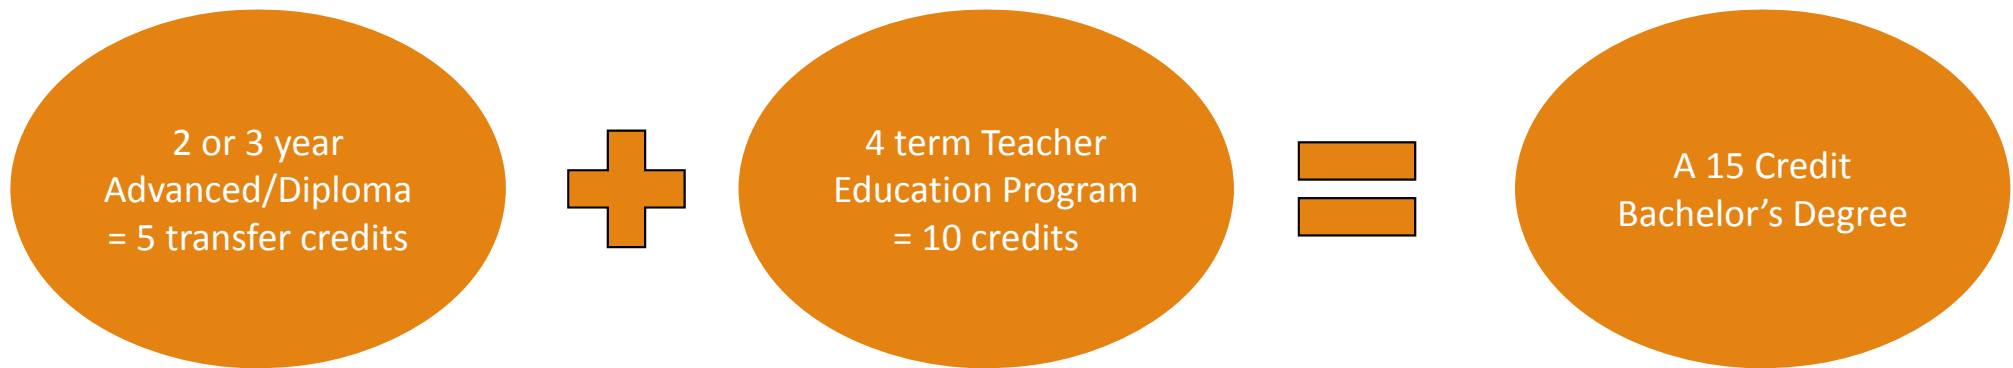 2 or 3 year
Advanced/Diploma
= 5 transfer credits
4 term Teacher
Education Program
= 10 credits
A 15 Credit
Bachelor’s Degree